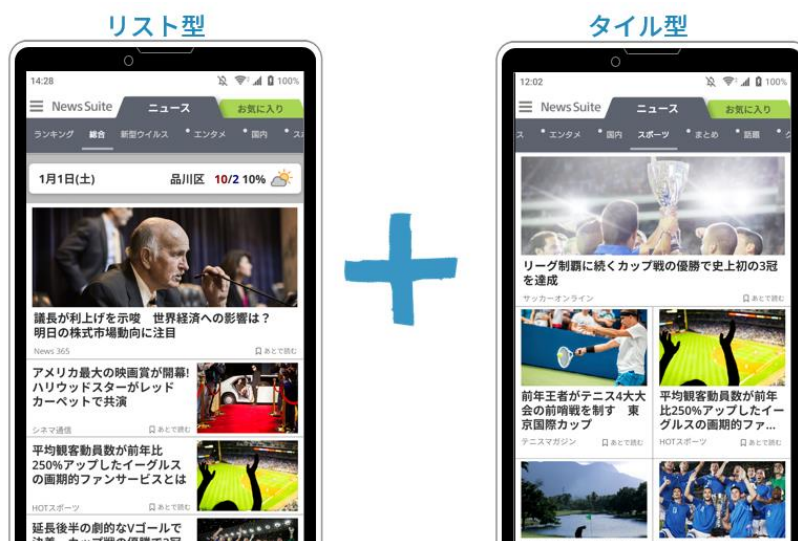 リスト型
14:28
100%
News Suite
ニュース
お気に入り
ランキング 総合 新型ウイルス エンタメ 国内
1月1日(土)
品川区 10/2 10%
議長が利上げを示唆 世界経済への影響は?
明日の株式市場動向に注目
News 365
あとで読む
アメリカ最大の映画賞が開幕!
ハリウッドスターがレッド
カーペットで共演
シネマ通信
あとで読む
平均観客動員数が前年比
250%アップしたイーグルス
の画期的ファンサービスとは
HOTスポーツ
あとで読む
延長後半の劇的なVゴールで
タイル型
12:02
100%
News Suite
ニュース
お気に入り
ス エンタメ 国内 スポーツ まとめ 話題
リーグ制覇に続くカップ戦の優勝で史上初の3冠
を達成
サッカーオンライン
あとで読む
前年王者がテニス4大大
会の前哨戦を制す 東
京国際カップ
テニスマガジン
あとで読む
平均観客動員数が前年
比250%アップしたイー
グルスの画期的ファ...
HOTスポーツ
あとで読む